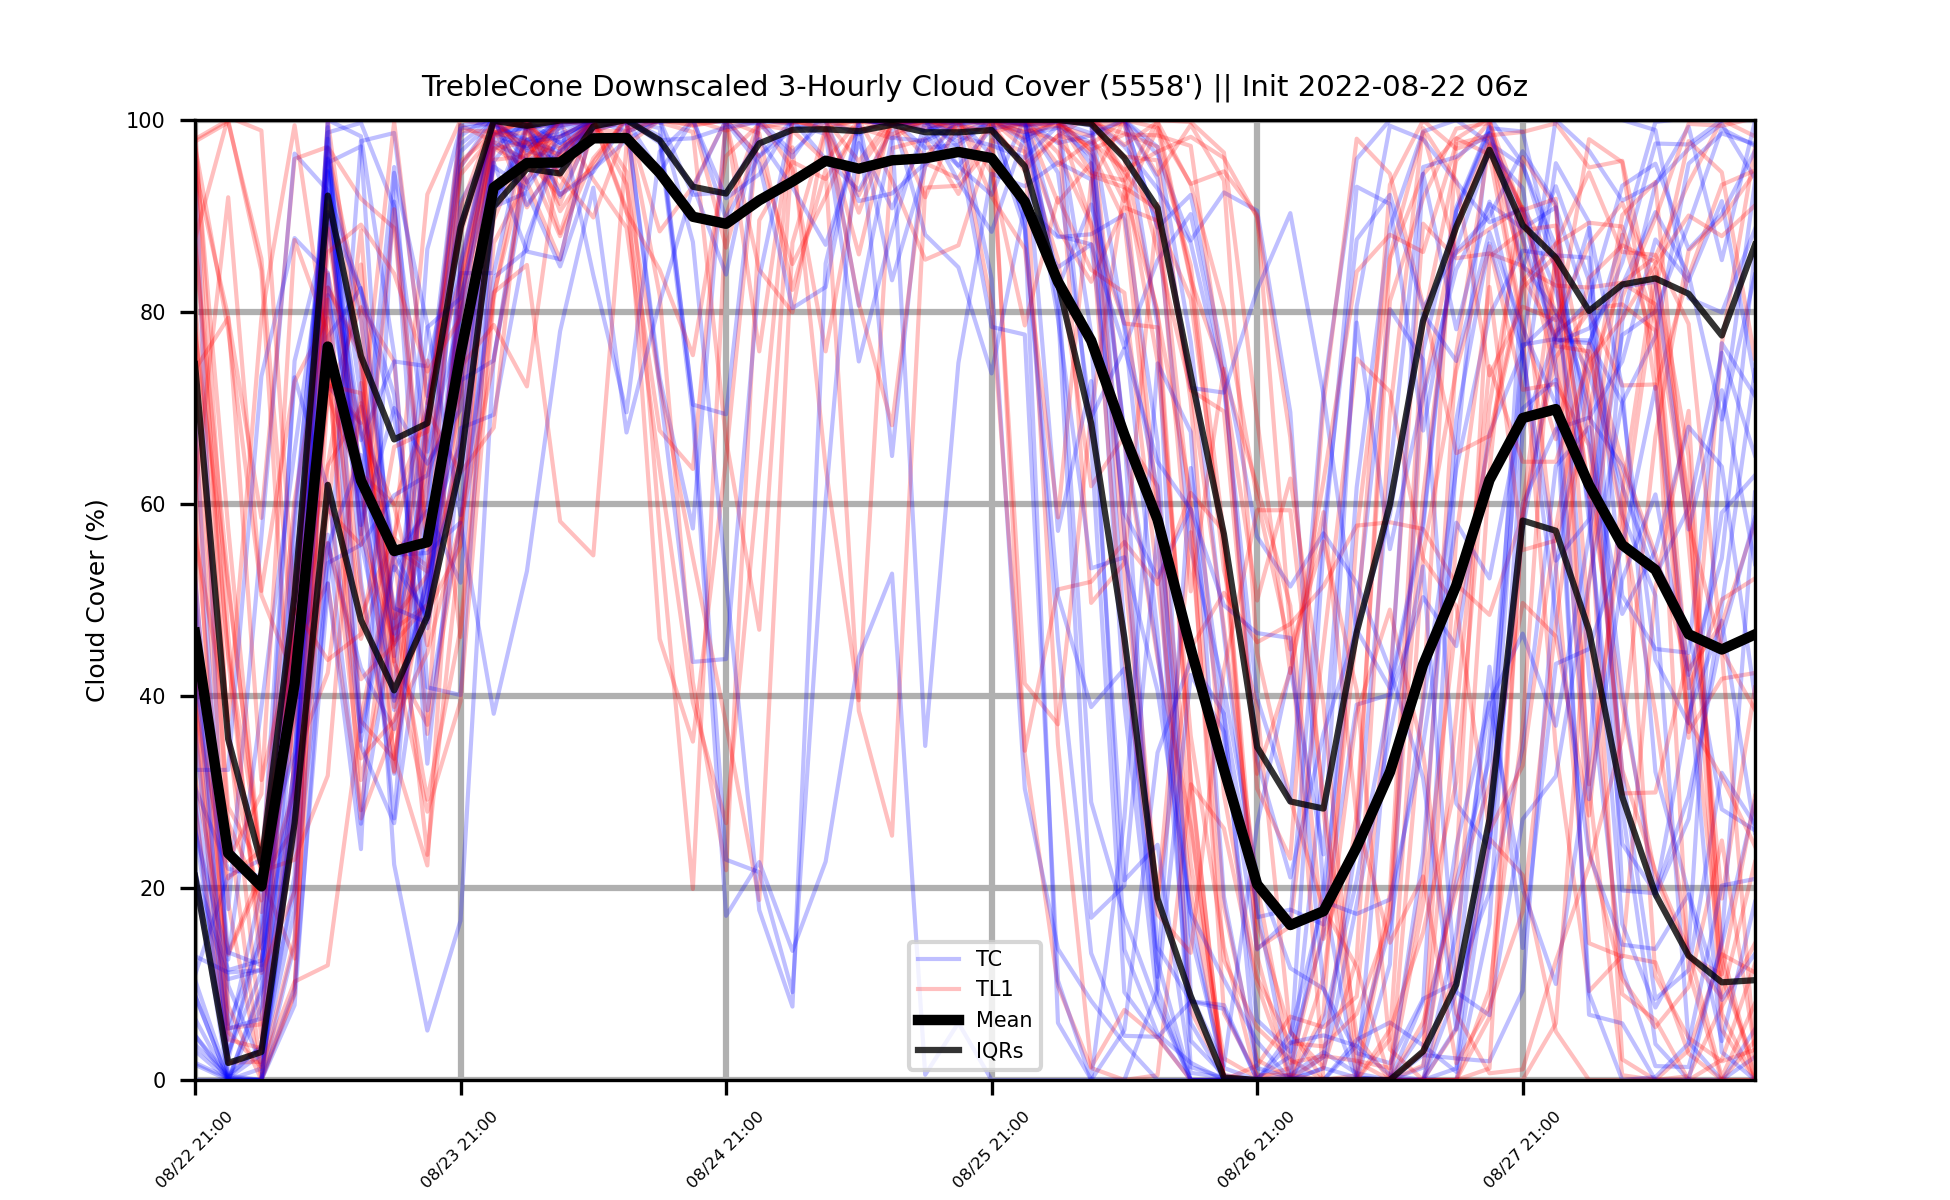 TrebleCone Downscaled 3-Hourly Cloud Cover (5558') || Init 2022-08-22 06z
Cloud Cover (%)
100
80
60
40
20
0
TC
TL1
Mean
IQRs
08/22 21:00
08/23 21:00
08/24 21:00
08/25 21:00
08/26 21:00
08/27 21:00